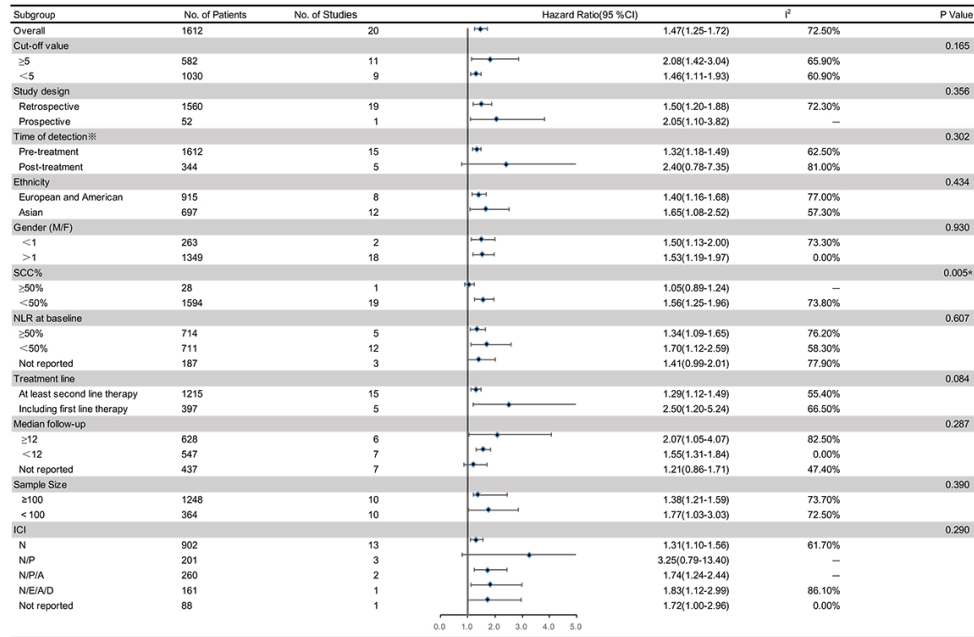 Subgroup No. of Patients No. of Studies Hazard Ratio(95 %CI) I² P Value
Overall 1612 20 1.47(1.25-1.72) 72.50%
Cut-off value 0.165
≥5 582 11 2.08(1.42-3.04) 65.90%
<5 1030 9 1.46(1.11-1.93) 60.90%
Study design 0.356
Retrospective 1560 19 1.50(1.20-1.88) 72.30%
Prospective 52 1 2.05(1.10-3.82) —
Time of detection※ 0.302
Pre-treatment 1612 15 1.32(1.18-1.49) 62.50%
Post-treatment 344 5 2.40(0.78-7.35) 81.00%
Ethnicity 0.434
European and American 915 8 1.40(1.16-1.68) 77.00%
Asian 697 12 1.65(1.08-2.52) 57.30%
Gender (M/F) 0.930
<1 263 2 1.50(1.13-2.00) 73.30%
>1 1349 18 1.53(1.19-1.97) 0.00%
SCC% 0.005*
≥50% 28 1 1.05(0.89-1.24) —
<50% 1594 19 1.56(1.25-1.96) 73.80%
NLR at baseline 0.607
≥50% 714 5 1.34(1.09-1.65) 76.20%
<50% 711 12 1.70(1.12-2.59) 58.30%
Not reported 187 3 1.41(0.99-2.01) 77.90%
Treatment line 0.084
At least second line therapy 1215 15 1.29(1.12-1.49) 55.40%
Including first line therapy 397 5 2.50(1.20-5.24) 66.50%
Median follow-up 0.287
≥12 628 6 2.07(1.05-4.07) 82.50%
<12 547 7 1.55(1.31-1.84) 0.00%
Not reported 437 7 1.21(0.86-1.71) 47.40%
Sample Size 0.390
≥100 1248 10 1.38(1.21-1.59) 73.70%
<100 364 10 1.77(1.03-3.03) 72.50%
ICI 0.290
N 902 13 1.31(1.10-1.56) 61.70%
N/P 201 3 3.25(0.79-13.40) —
N/P/A 260 2 1.74(1.24-2.44) —
N/E/A/D 161 1 1.83(1.12-2.99) 86.10%
Not reported 88 1 1.72(1.00-2.96) 0.00%
0.0 1.0 2.0 3.0 4.0 5.0